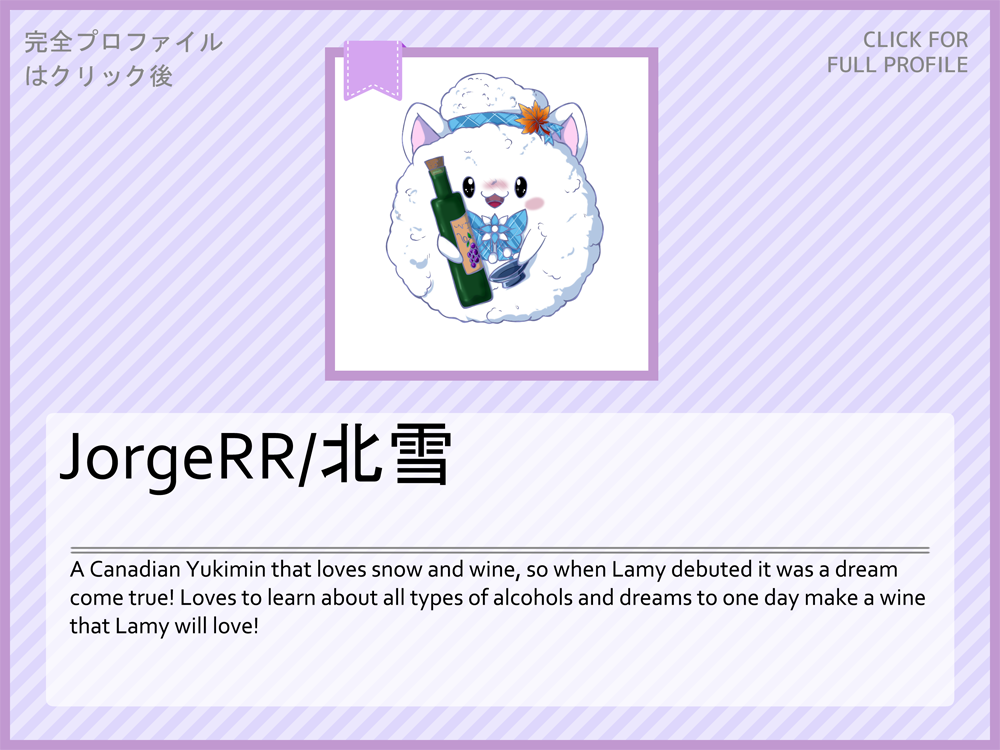 完全プロファイル
はクリック後
CLICK FOR
FULL PROFILE
JorgeRR/北雪
A Canadian Yukimin that loves snow and wine, so when Lamy debuted it was a dream
come true! Loves to learn about all types of alcohols and dreams to one day make a wine
that Lamy will love!